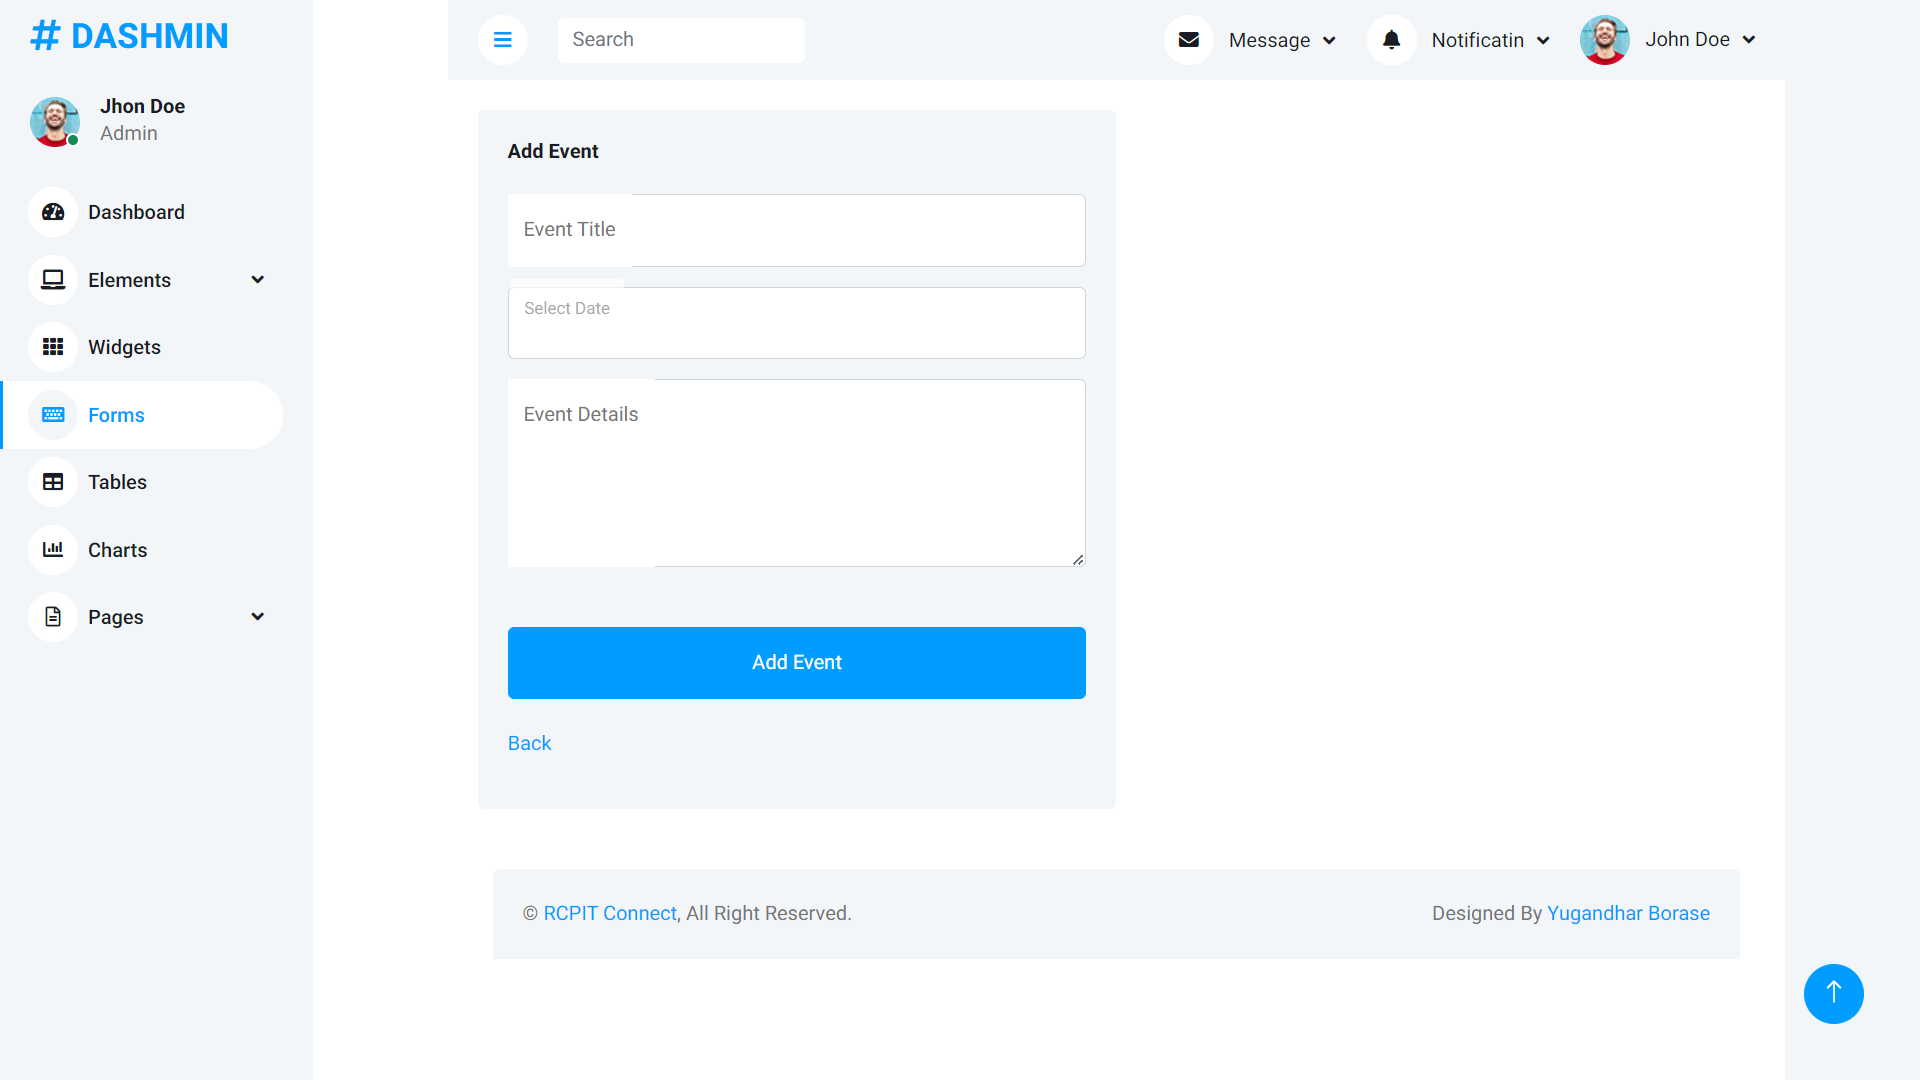 # DASHMIN
Jhon Doe
Admin
Dashboard
Elements
Widgets
Forms
Tables
Charts
Pages
Search
Message
Notificatin
John Doe
Add Event
Event Title
Select Date
Event Details
Add Event
Back
© RCPIT Connect, All Right Reserved.
Designed By Yugandhar Borase